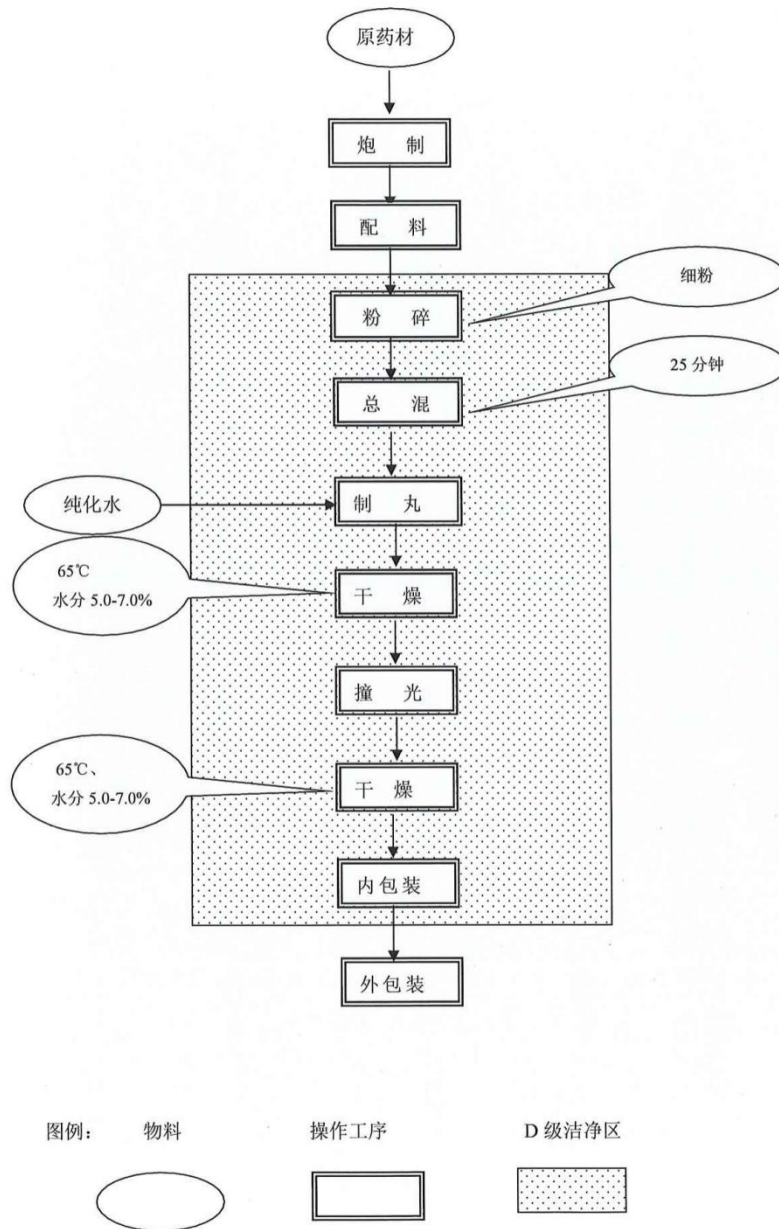 原药材
炮 制
配 料
细粉
粉 碎
25 分钟
总 混
纯化水
制 丸
65℃
水分 5.0-7.0%
干 燥
撞 光
65℃、
水分 5.0-7.0%
干 燥
内包装
外包装
图例： 物料 操作工序 D 级洁净区